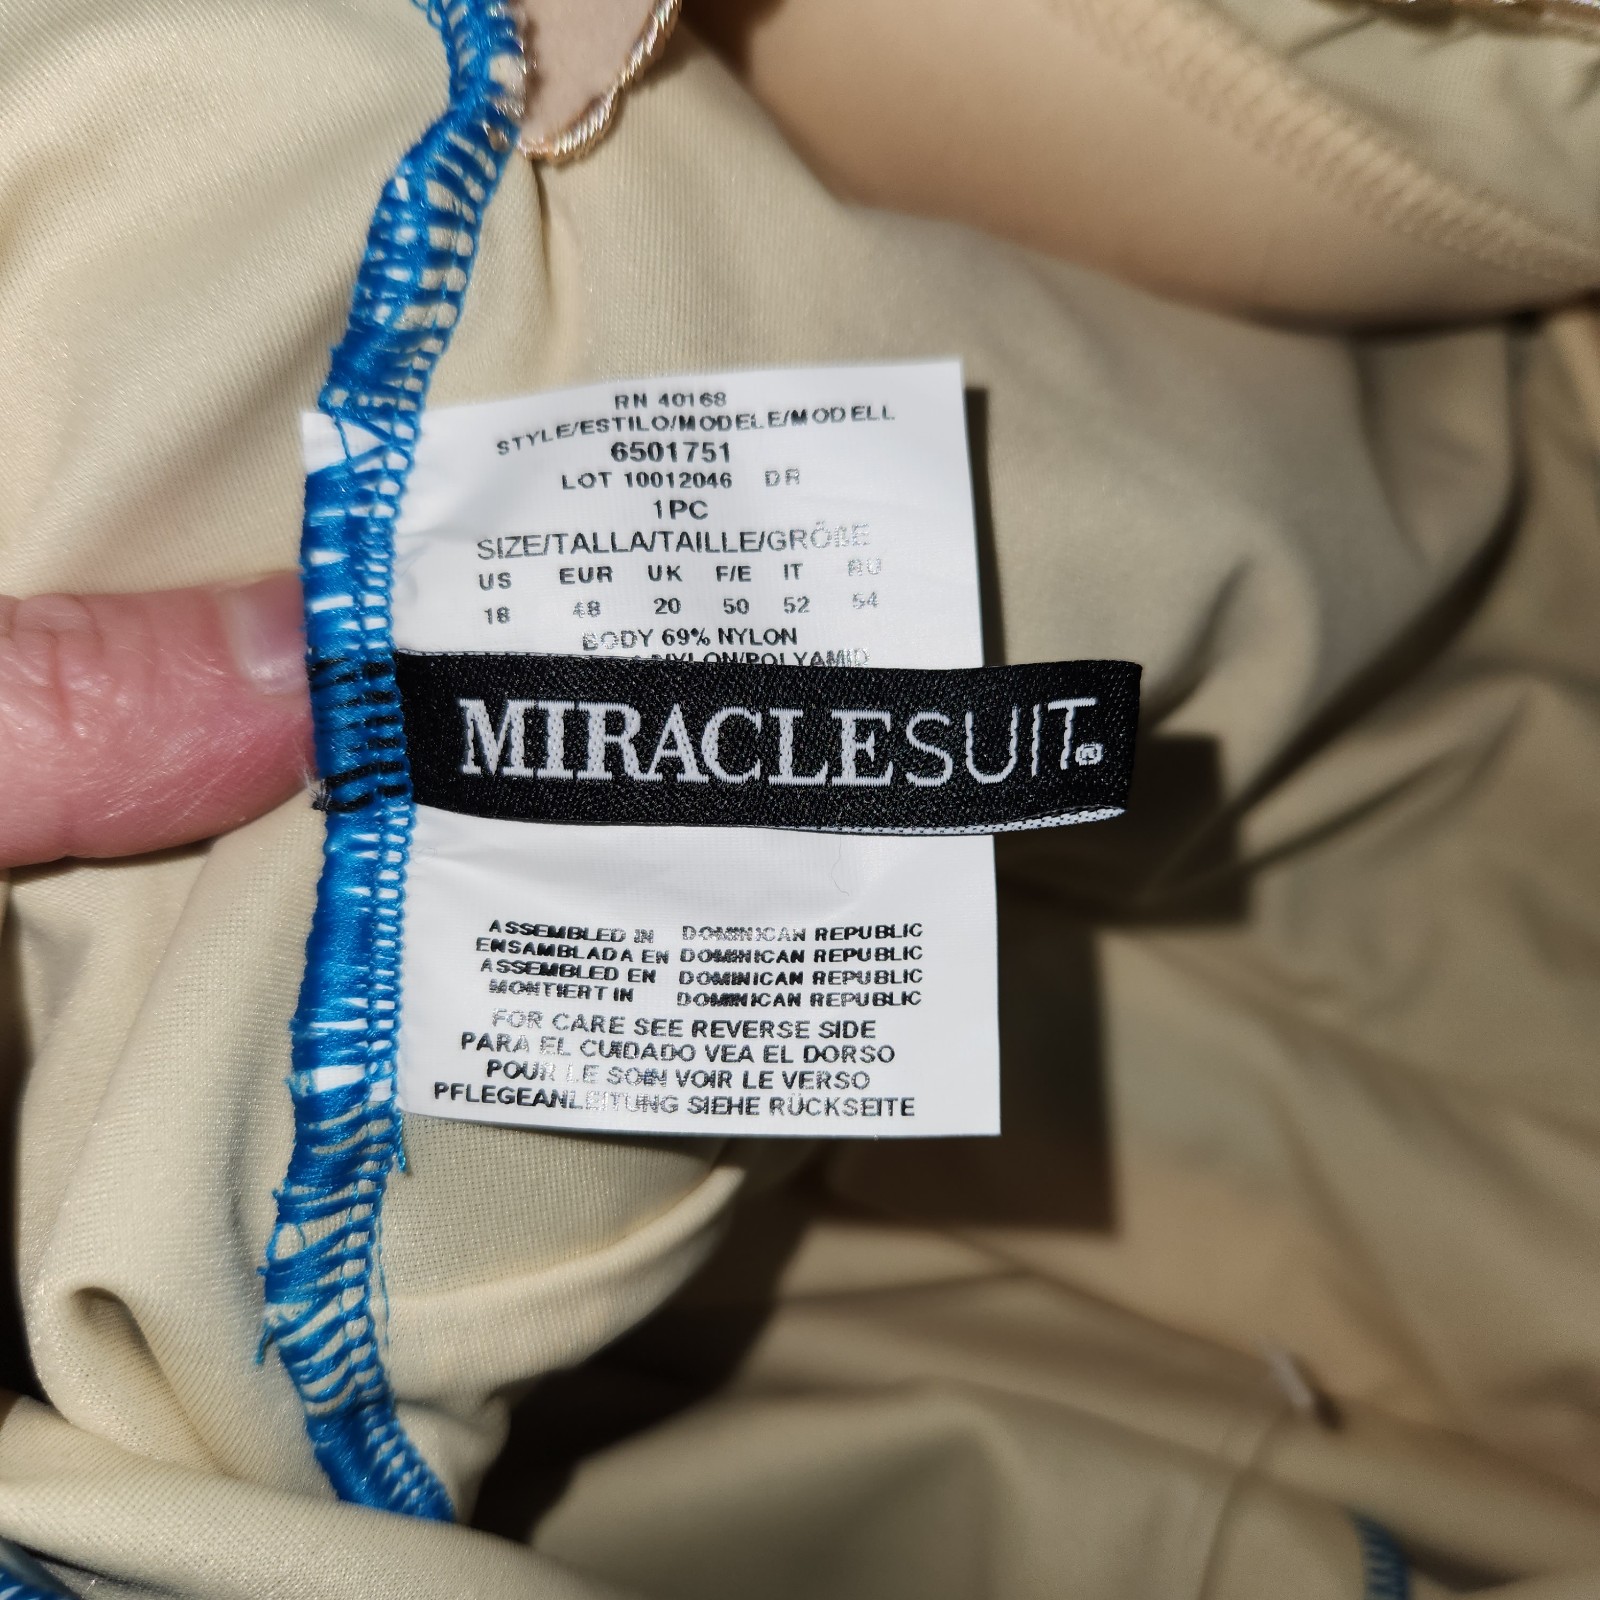 RN 40168
STYLE/ESTILO/MODELE/MODELL
6501751
LOT 10012046 DR
1PC
SIZE/TALLA/TAILLE/GRÖßE
US EUR UK F/E IT RU
18 48 20 50 52 54
BODY 69% NYLON
NYLON/POLYAMID
MIRACLESUIT®
ASSEMBLED IN DOMINICAN REPUBLIC
ENSAMBLADA EN DOMINICAN REPUBLIC
ASSEMBLED EN DOMINICAN REPUBLIC
MONTIERT IN DOMINICAN REPUBLIC
FOR CARE SEE REVERSE SIDE
PARA EL CUIDADO VEA EL DORSO
POUR LE SOIN VOIR LE VERSO
PFLEGEANLEITUNG SIEHE RÜCKSEITE